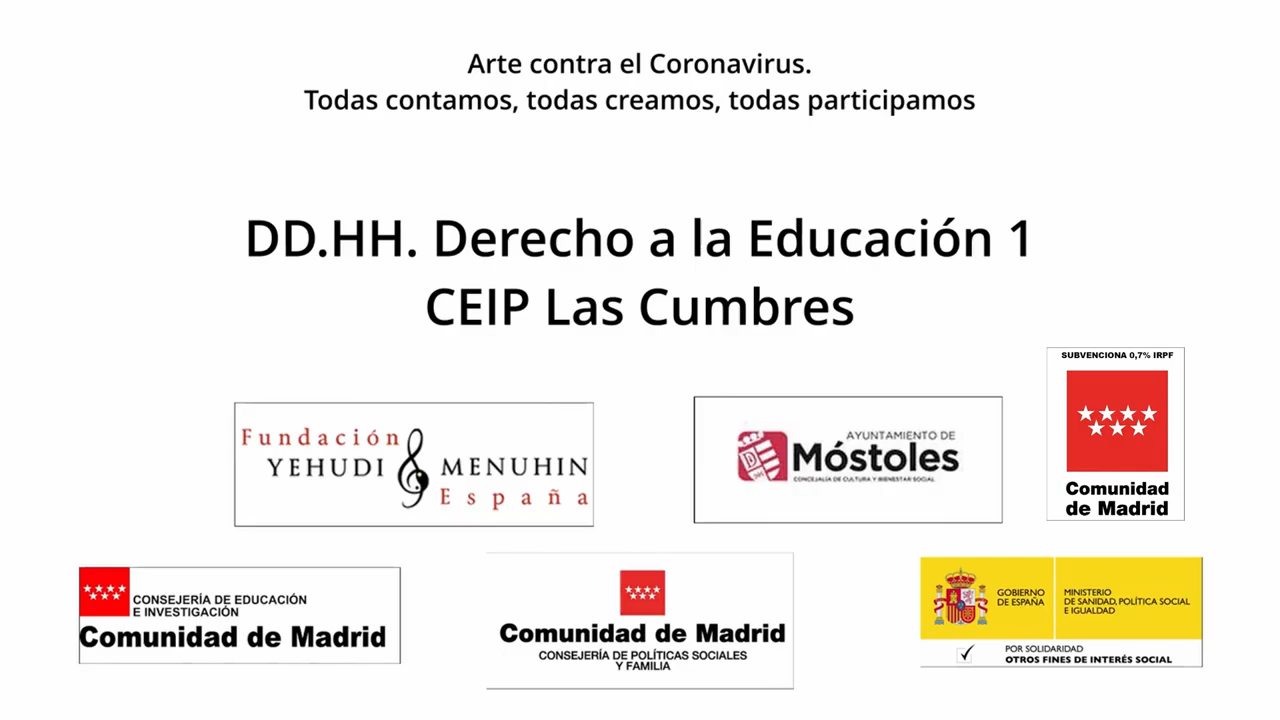 Arte contra el Coronavirus.
Todas contamos, todas creamos, todas participamos
DD.HH. Derecho a la Educación 1
CEIP Las Cumbres
SUBVENCIONA 0,7% IRPF
Comunidad
de Madrid
Fundación
YEHUDI MENUHIN
España
AYUNTAMIENTO DE
Móstoles
CONCEJALÍA DE CULTURA Y BIENESTAR SOCIAL
CONSEJERÍA DE EDUCACIÓN
E INVESTIGACIÓN
Comunidad de Madrid
Comunidad de Madrid
CONSEJERÍA DE POLÍTICAS SOCIALES
Y FAMILIA
GOBIERNO
DE ESPAÑA
MINISTERIO
DE SANIDAD, POLÍTICA SOCIAL
E IGUALDAD
POR SOLIDARIDAD
OTROS FINES DE INTERÉS SOCIAL